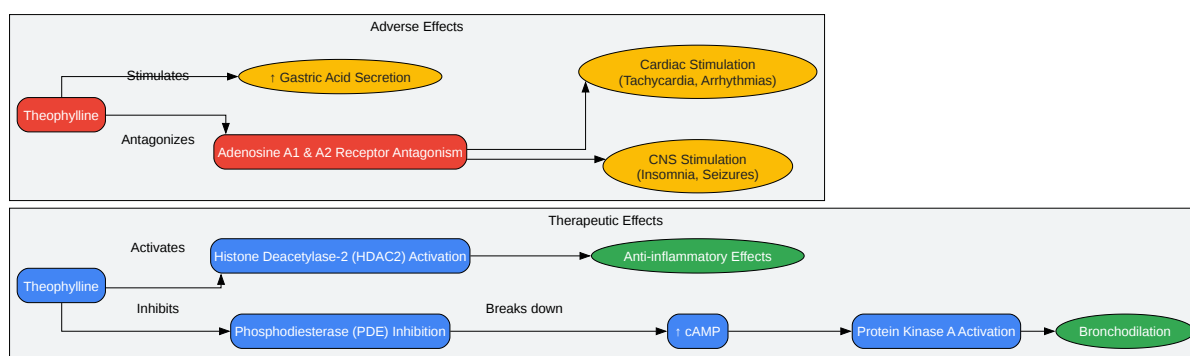 Adverse Effects
Stimulates
↑ Gastric Acid Secretion
Cardiac Stimulation
(Tachycardia, Arrhythmias)
Theophylline
Antagonizes
Adenosine A1 & A2 Receptor Antagonism
CNS Stimulation
(Insomnia, Seizures)
Therapeutic Effects
Activates
Histone Deacetylase-2 (HDAC2) Activation
Anti-inflammatory Effects
Theophylline
Inhibits
Phosphodiesterase (PDE) Inhibition
Breaks down
↑ cAMP
Protein Kinase A Activation
Bronchodilation